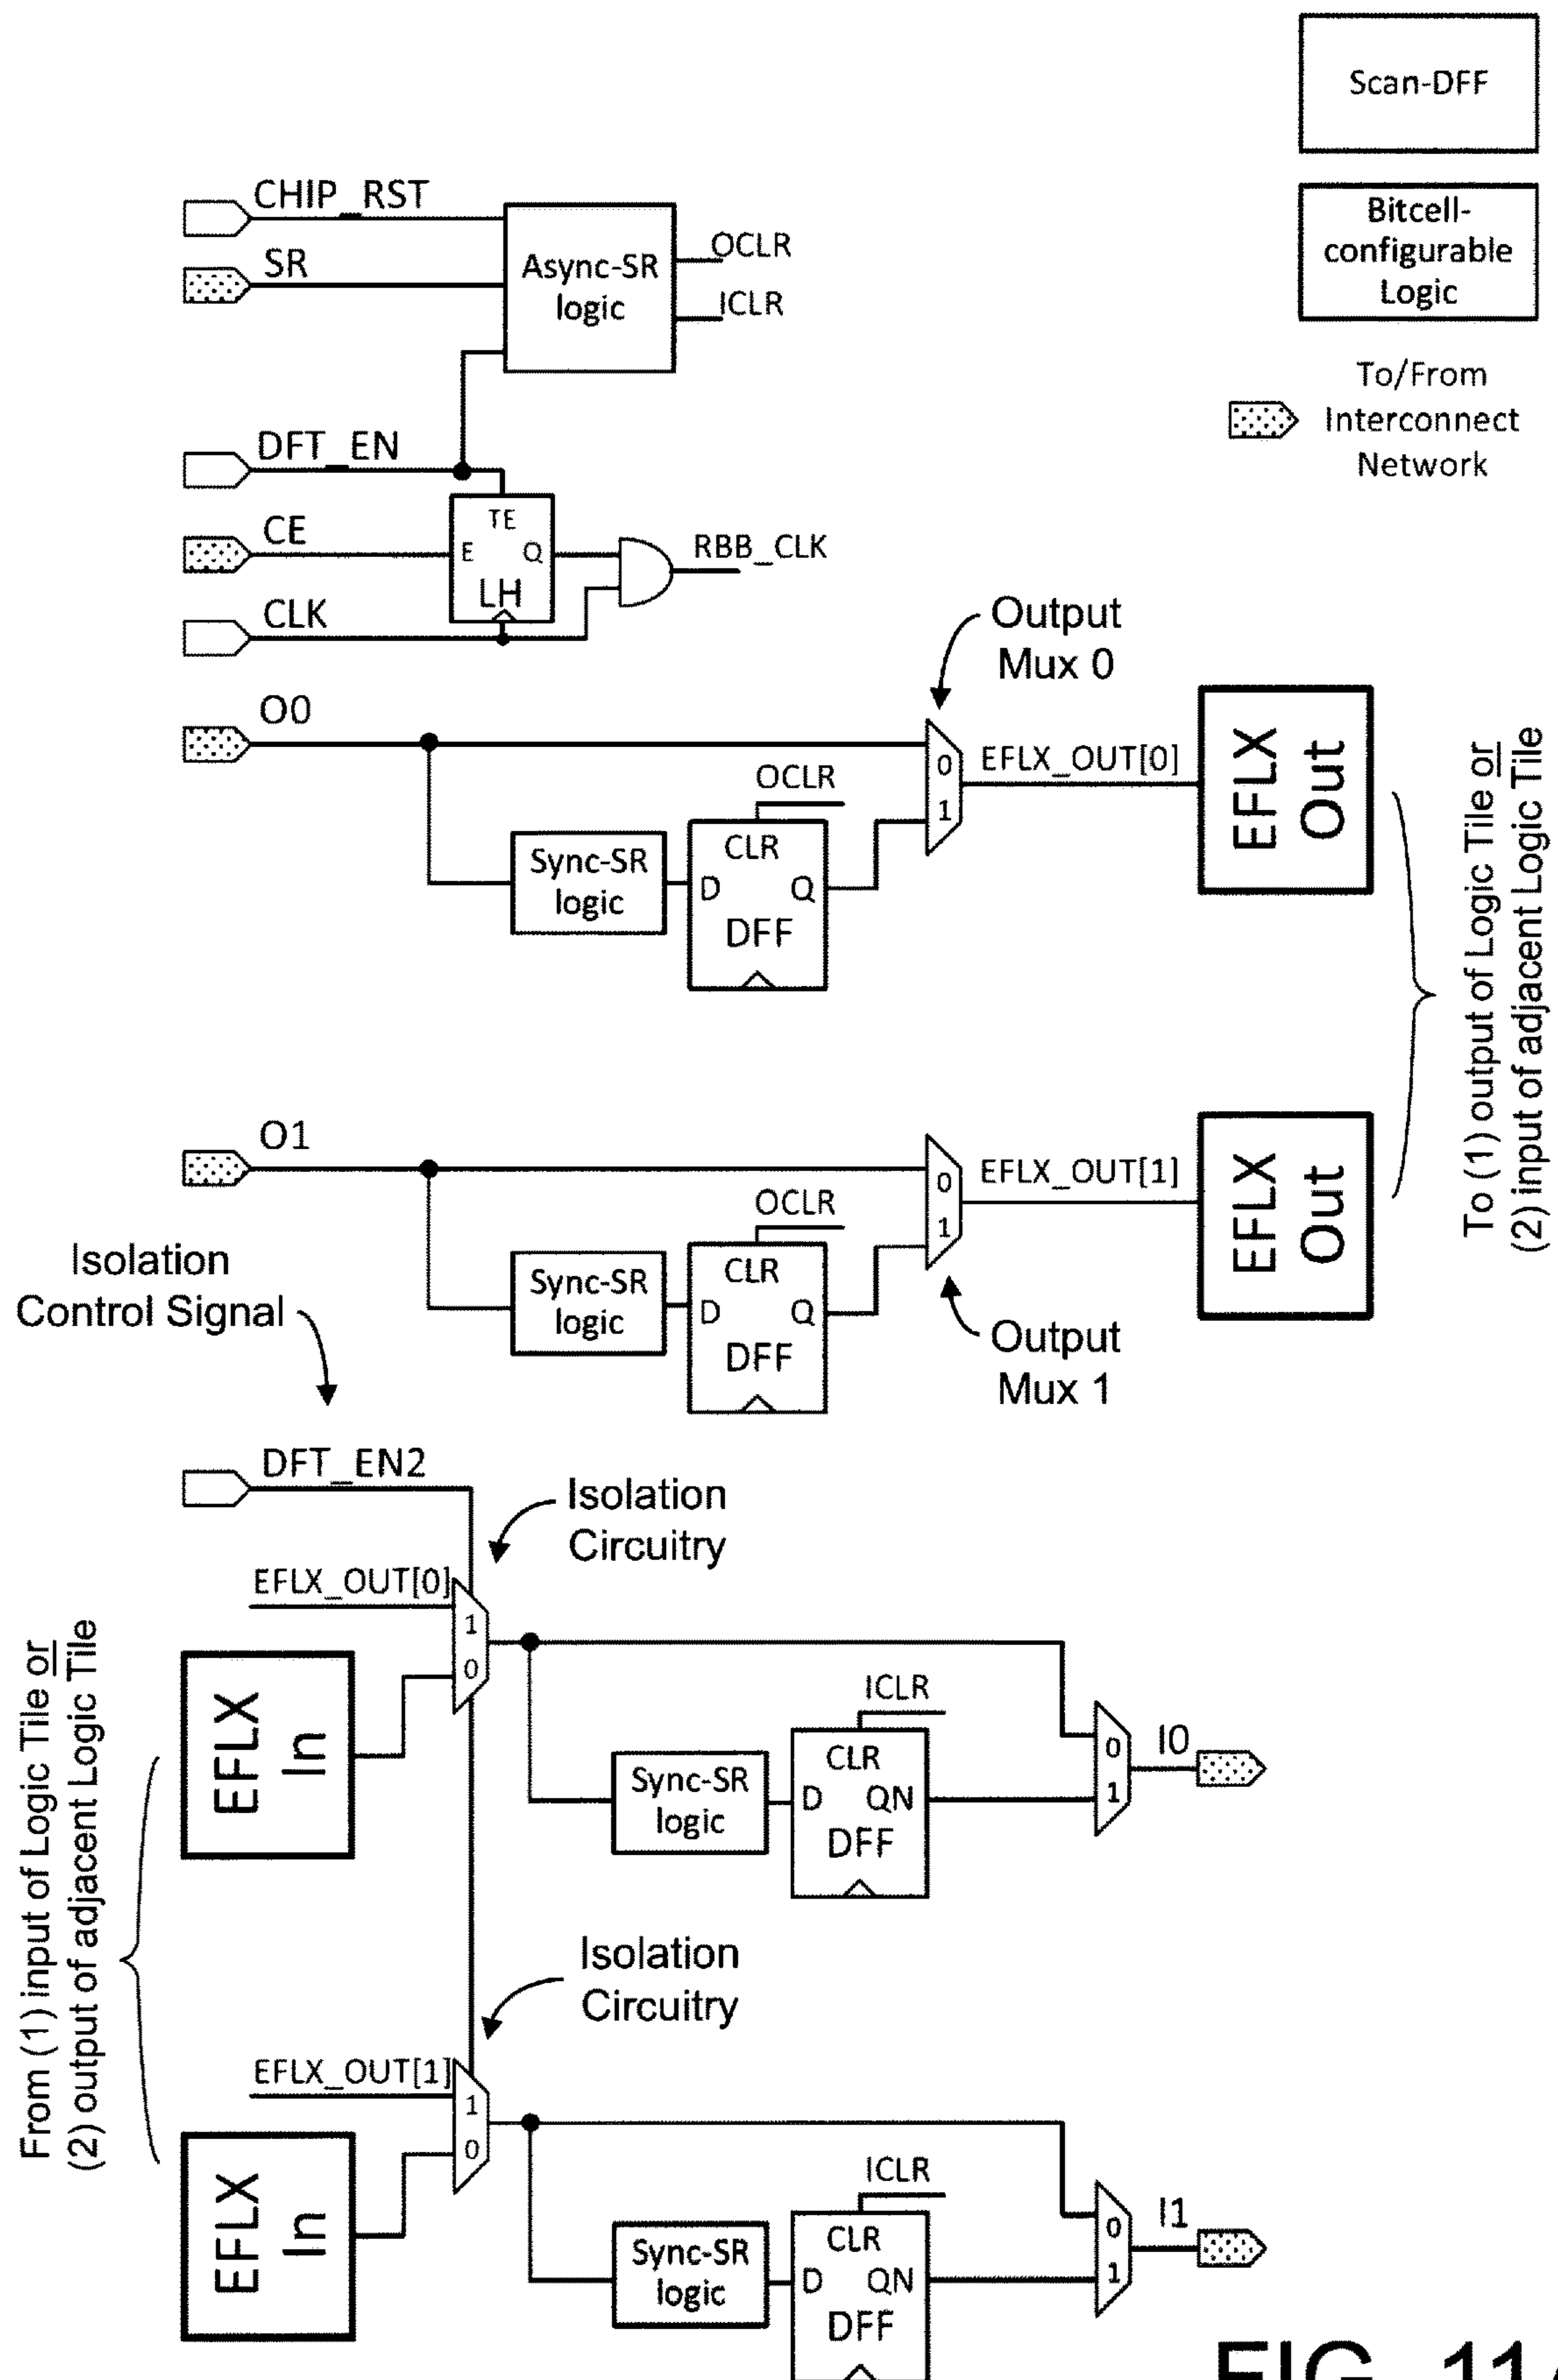 Scan-DFF
Bitcell-
configurable
Logic
To/From
Interconnect
Network
CHIP_RST
SR
Async-SR
logic
OCLR
ICLR
DFT_EN
CE
TE
E
Q
LH
RBB_CLK
CLK
Output
Mux 0
O0
0
1
EFLX_OUT[0]
EFLX
Out
OCLR
Sync-SR
logic
CLR
D
Q
DFF
To (1) output of Logic Tile or
(2) input of adjacent Logic Tile
O1
0
1
EFLX_OUT[1]
EFLX
Out
OCLR
Sync-SR
logic
CLR
D
Q
DFF
Output
Mux 1
Isolation
Control Signal
DFT_EN2
Isolation
Circuitry
EFLX_OUT[0]
1
0
EFLX
In
ICLR
Sync-SR
logic
CLR
D
QN
DFF
0
1
I0
From (1) input of Logic Tile or
(2) output of adjacent Logic Tile
Isolation
Circuitry
EFLX_OUT[1]
1
0
EFLX
In
ICLR
Sync-SR
logic
CLR
D
QN
DFF
0
1
I1